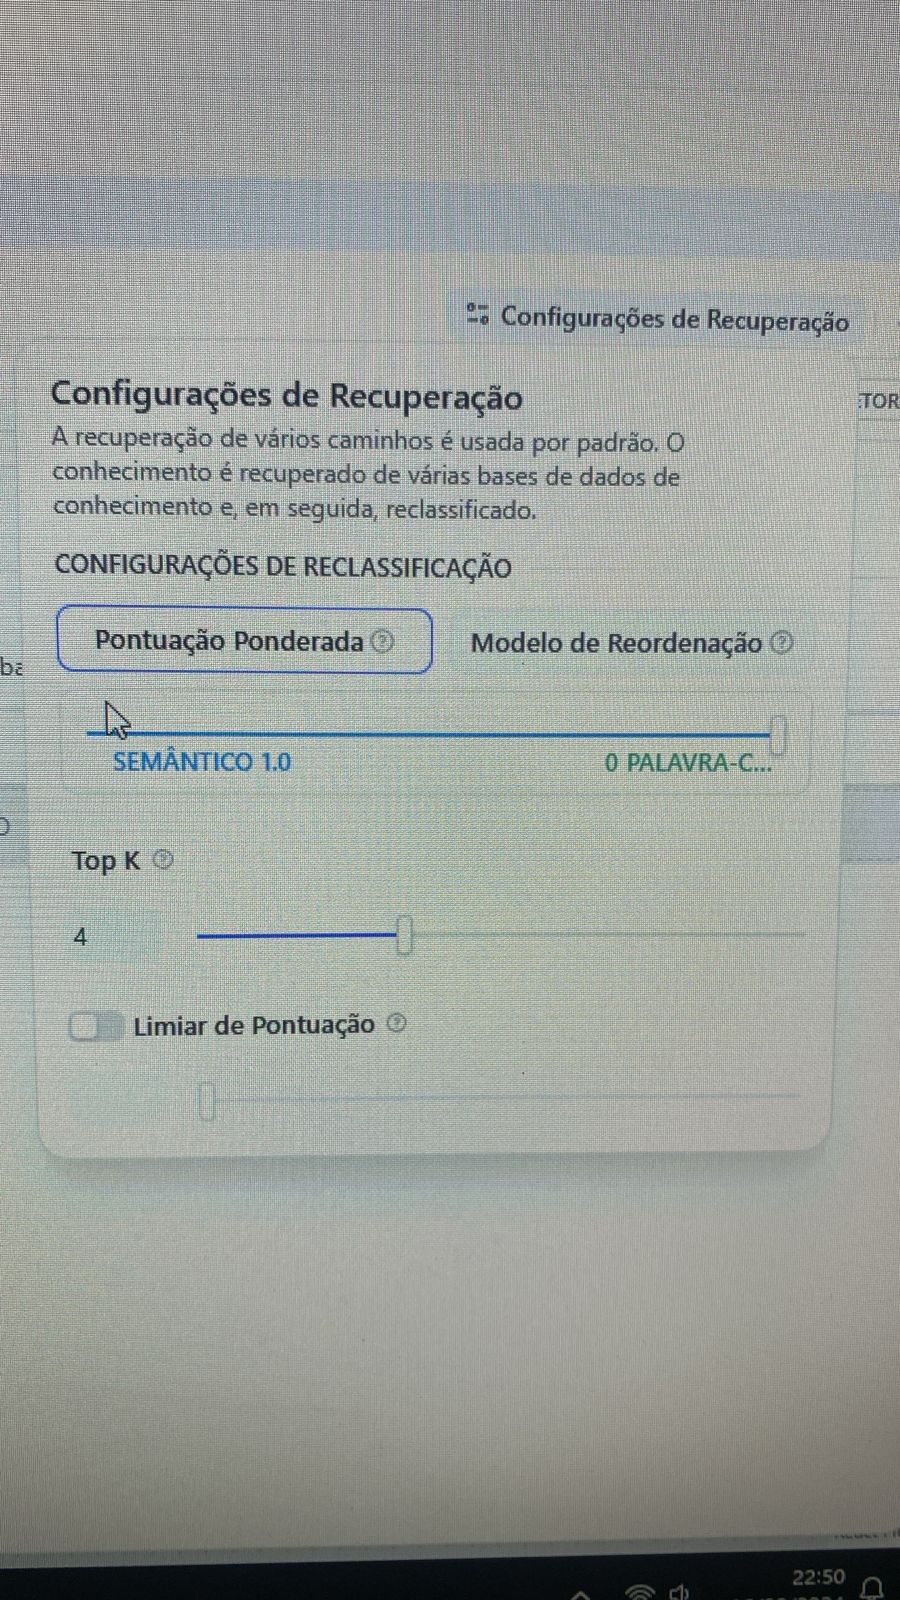 Configurações de Recuperação
Configurações de Recuperação
:TOR
A recuperação de vários caminhos é usada por padrão. O
conhecimento é recuperado de várias bases de dados de
conhecimento e, em seguida, reclassificado.
CONFIGURAÇÕES DE RECLASSIFICAÇÃO
Pontuação Ponderada ?
Modelo de Reordenação ?
ba
SEMÂNTICO 1.0
0 PALAVRA-C...
Top K ?
4
Limiar de Pontuação ?
22:50